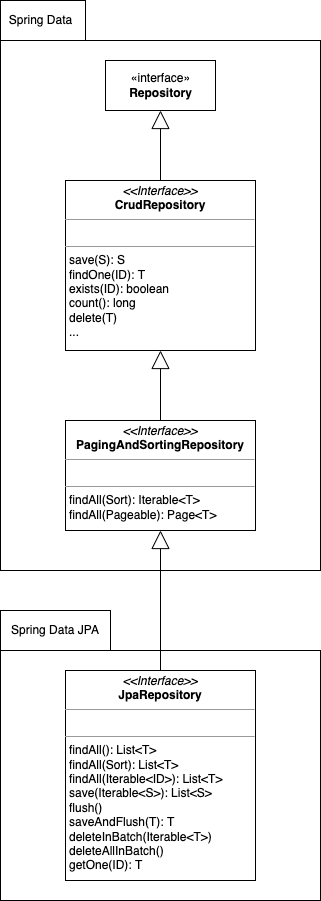 Spring Data
«interface»
Repository
<<Interface>>
CrudRepository
save(S): S
findOne(ID): T
exists(ID): boolean
count(): long
delete(T)
...
<<Interface>>
PagingAndSortingRepository
findAll(Sort): Iterable<T>
findAll(Pageable): Page<T>
Spring Data JPA
<<Interface>>
JpaRepository
findAll(): List<T>
findAll(Sort): List<T>
findAll(Iterable<ID>): List<T>
save(Iterable<S>): List<S>
flush()
saveAndFlush(T): T
deleteInBatch(Iterable<T>)
deleteAllInBatch()
getOne(ID): T